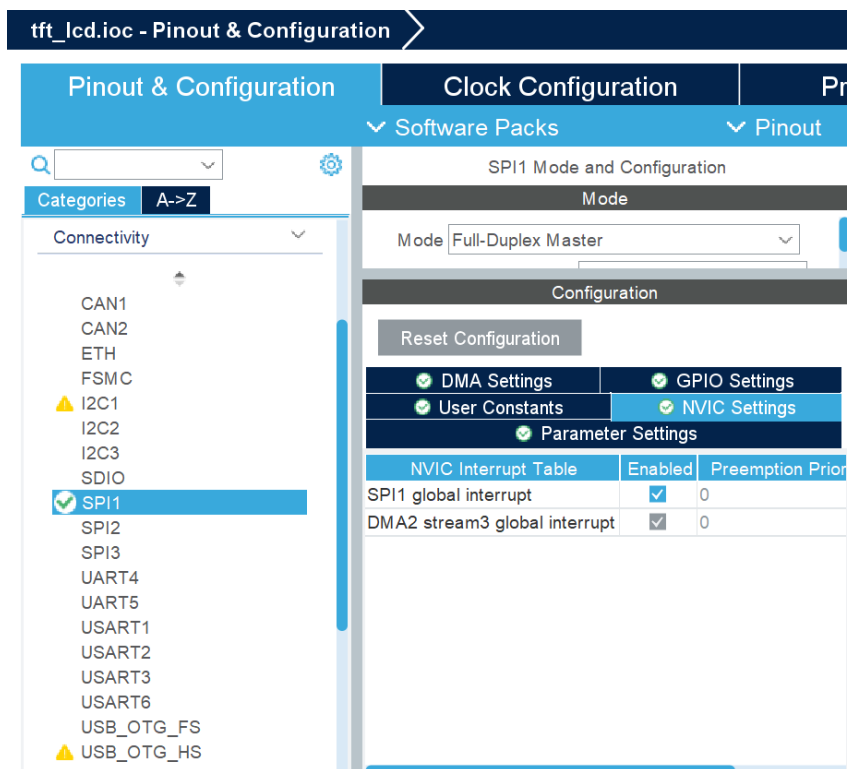 tft_lcd.ioc - Pinout & Configuration
Pinout & Configuration
Clock Configuration
Pr
Software Packs
Pinout
Categories
A->Z
Connectivity
CAN1
CAN2
ETH
FSMC
I2C1
I2C2
I2C3
SDIO
SPI1
SPI2
SPI3
UART4
UART5
USART1
USART2
USART3
USART6
USB_OTG_FS
USB_OTG_HS
SPI1 Mode and Configuration
Mode
Mode Full-Duplex Master
Configuration
Reset Configuration
DMA Settings
GPIO Settings
User Constants
NVIC Settings
Parameter Settings
NVIC Interrupt Table Enabled Preemption Prior
SPI1 global interrupt 0
DMA2 stream3 global interrupt 0